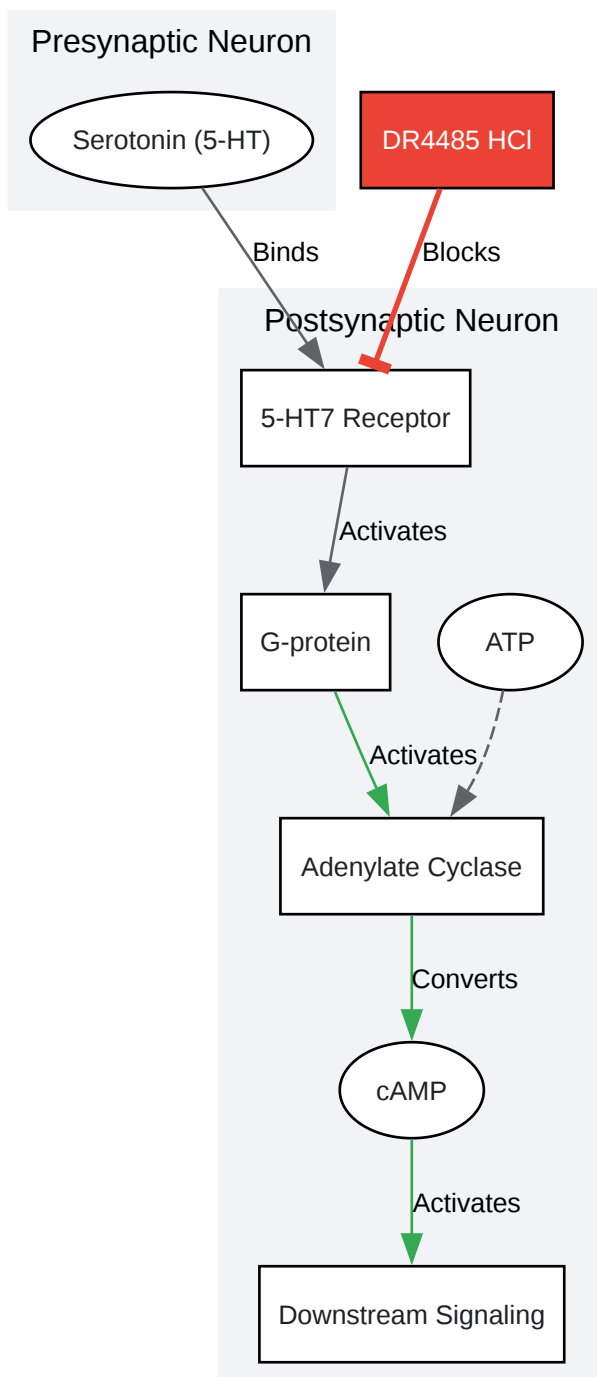 Presynaptic Neuron
Serotonin (5-HT)
DR4485 HCl
Binds
Blocks
Postsynaptic Neuron
5-HT7 Receptor
Activates
G-protein
ATP
Activates
Adenylate Cyclase
Converts
cAMP
Activates
Downstream Signaling